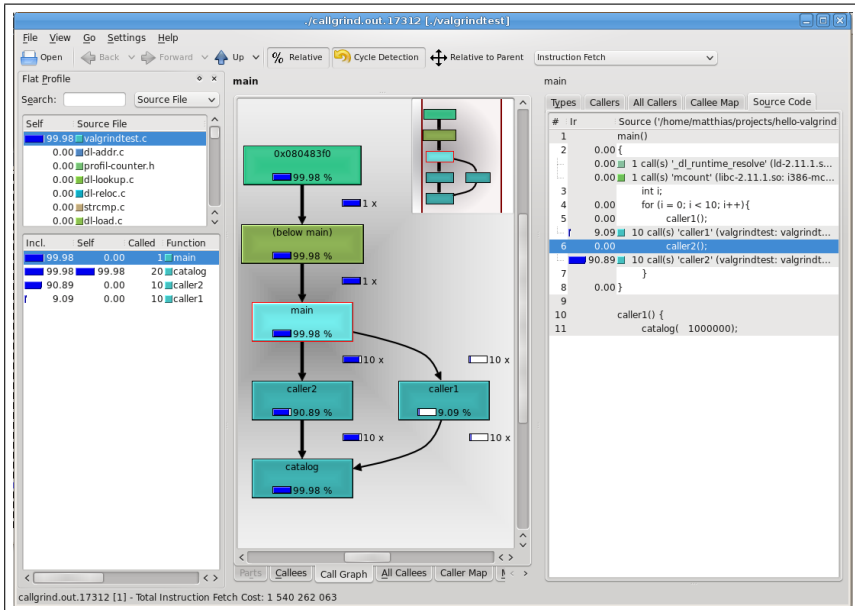 ./callgrind.out.17312 [./valgrindtest]
File View Go Settings Help
Open Back Forward Up % Relative Cycle Detection Relative to Parent Instruction Fetch
Flat Profile
Search: Source File
Self Source File
99.98 valgrindtest.c
0.00 dl-addr.c
0.00 profil-counter.h
0.00 dl-lookup.c
0.00 dl-reloc.c
0.00 strcmp.c
0.00 dl-load.c
Incl. Self Called Function
99.98 0.00 1 main
99.98 99.98 20 catalog
90.89 0.00 10 caller2
9.09 0.00 10 caller1
main
0x080483f0
99.98 %
1 x
(below main)
99.98 %
1 x
main
99.98 %
10 x
10 x
caller2
90.89 %
caller1
9.09 %
10 x
10 x
catalog
99.98 %
Parts Callees Call Graph All Callees Caller Map
main
Types Callers All Callers Callee Map Source Code
# Ir Source ('/home/matthias/projects/hello-valgrind
1 main()
2 0.00 {
0.00 1 call(s) '_dl_runtime_resolve' (ld-2.11.1.s...
0.00 1 call(s) 'mcount' (libc-2.11.1.so: i386-mc...
3 int i;
4 0.00 for (i = 0; i < 10; i++){
5 0.00 caller1();
9.09 10 call(s) 'caller1' (valgrindtest: valgrindt...
6 0.00 caller2();
90.89 10 call(s) 'caller2' (valgrindtest: valgrindt...
7 }
8 0.00 }
9
10 caller1() {
11 catalog( 1000000);
callgrind.out.17312 [1] - Total Instruction Fetch Cost: 1 540 262 063